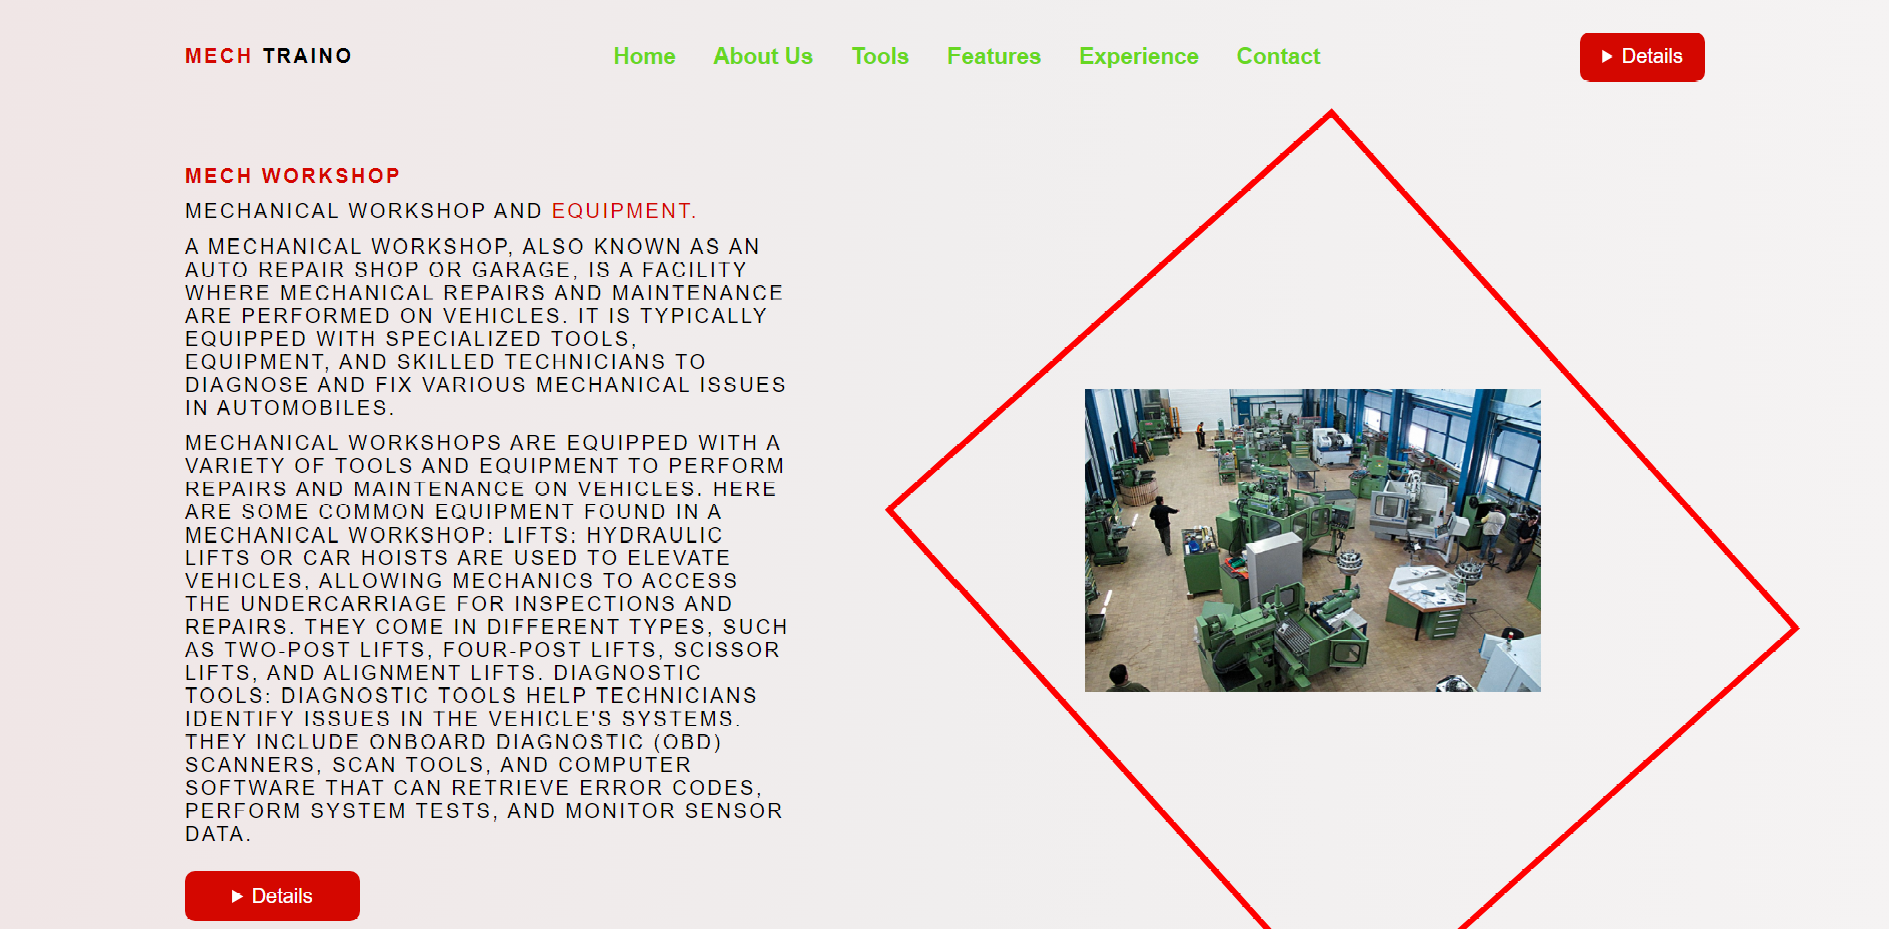 MECH TRAINO
Home About Us Tools Features Experience Contact
Details
MECH WORKSHOP
MECHANICAL WORKSHOP AND EQUIPMENT.
A MECHANICAL WORKSHOP, ALSO KNOWN AS AN
AUTO REPAIR SHOP OR GARAGE, IS A FACILITY
WHERE MECHANICAL REPAIRS AND MAINTENANCE
ARE PERFORMED ON VEHICLES. IT IS TYPICALLY
EQUIPPED WITH SPECIALIZED TOOLS,
EQUIPMENT, AND SKILLED TECHNICIANS TO
DIAGNOSE AND FIX VARIOUS MECHANICAL ISSUES
IN AUTOMOBILES.
MECHANICAL WORKSHOPS ARE EQUIPPED WITH A
VARIETY OF TOOLS AND EQUIPMENT TO PERFORM
REPAIRS AND MAINTENANCE ON VEHICLES. HERE
ARE SOME COMMON EQUIPMENT FOUND IN A
MECHANICAL WORKSHOP: LIFTS: HYDRAULIC
LIFTS OR CAR HOISTS ARE USED TO ELEVATE
VEHICLES, ALLOWING MECHANICS TO ACCESS
THE UNDERCARRIAGE FOR INSPECTIONS AND
REPAIRS. THEY COME IN DIFFERENT TYPES, SUCH
AS TWO-POST LIFTS, FOUR-POST LIFTS, SCISSOR
LIFTS, AND ALIGNMENT LIFTS. DIAGNOSTIC
TOOLS: DIAGNOSTIC TOOLS HELP TECHNICIANS
IDENTIFY ISSUES IN THE VEHICLE'S SYSTEMS.
THEY INCLUDE ONBOARD DIAGNOSTIC (OBD)
SCANNERS, SCAN TOOLS, AND COMPUTER
SOFTWARE THAT CAN RETRIEVE ERROR CODES,
PERFORM SYSTEM TESTS, AND MONITOR SENSOR
DATA.
Details